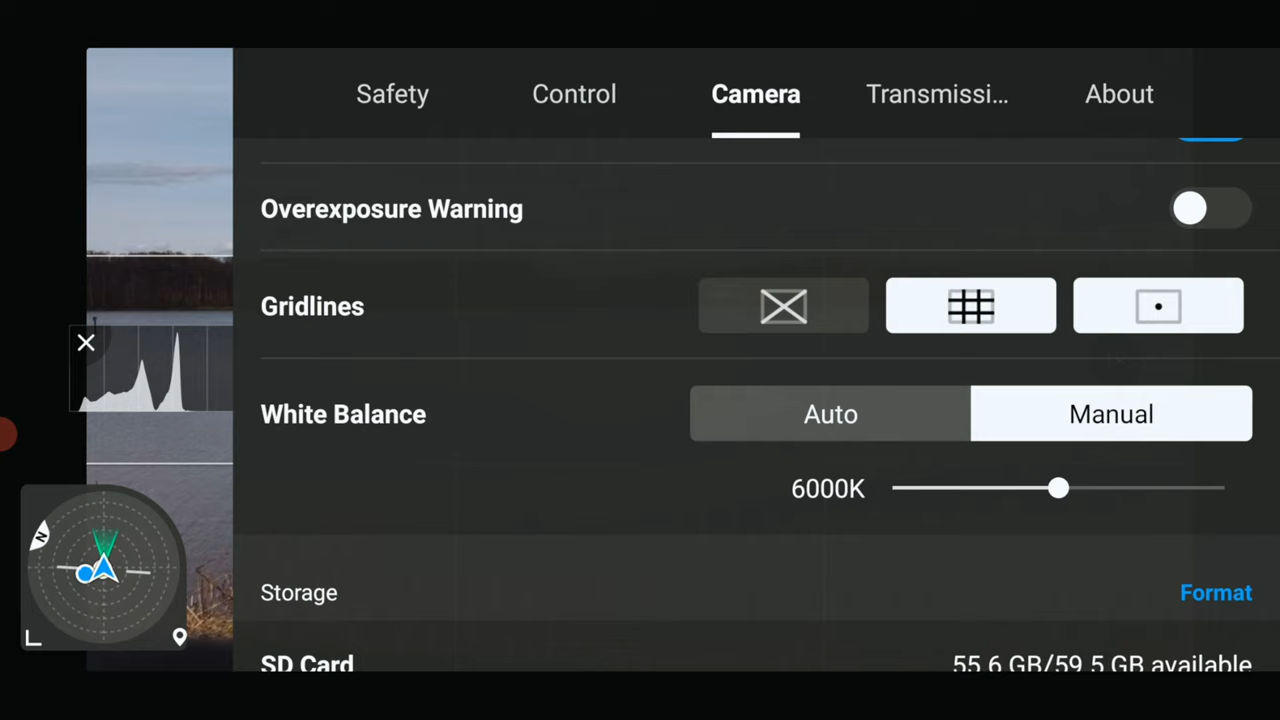 Safety Control Camera Transmissi... About
Overexposure Warning
Gridlines
White Balance Auto Manual
6000K
N
Storage Format
SD Card 55.6 GB/59.5 GB available